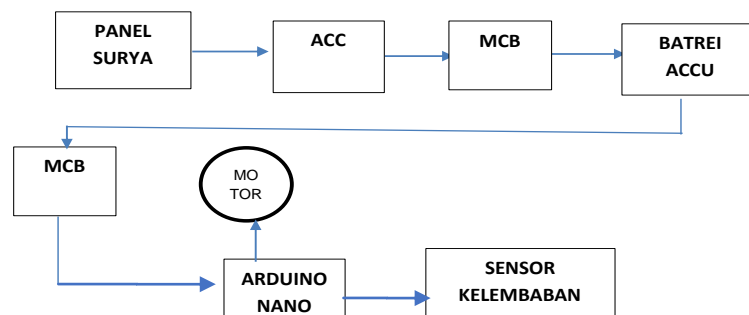 PANEL
SURYA
ACC
MCB
BATREI
ACCU
MCB
MO
TOR
ARDUINO
NANO
SENSOR
KELEMBABAN